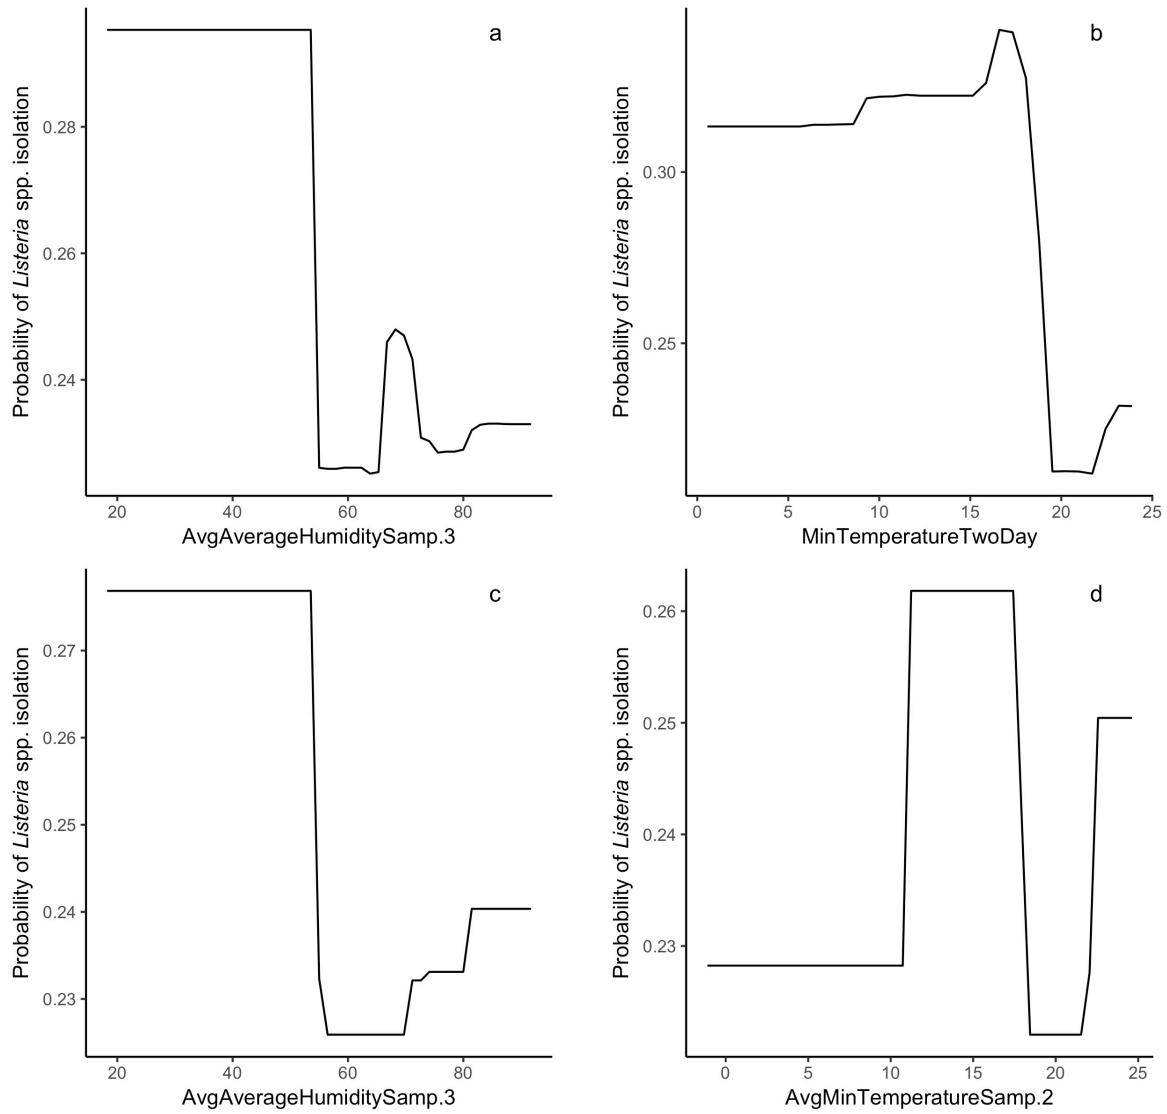 a
Probability of Listeria spp. isolation
0.28
0.26
0.24
20 40 60 80
AvgAverageHumiditySamp.3
b
Probability of Listeria spp. isolation
0.30
0.25
0 5 10 15 20 25
MinTemperatureTwoDay
c
Probability of Listeria spp. isolation
0.27
0.26
0.25
0.24
0.23
20 40 60 80
AvgAverageHumiditySamp.3
d
Probability of Listeria spp. isolation
0.26
0.25
0.24
0.23
0 5 10 15 20 25
AvgMinTemperatureSamp.2